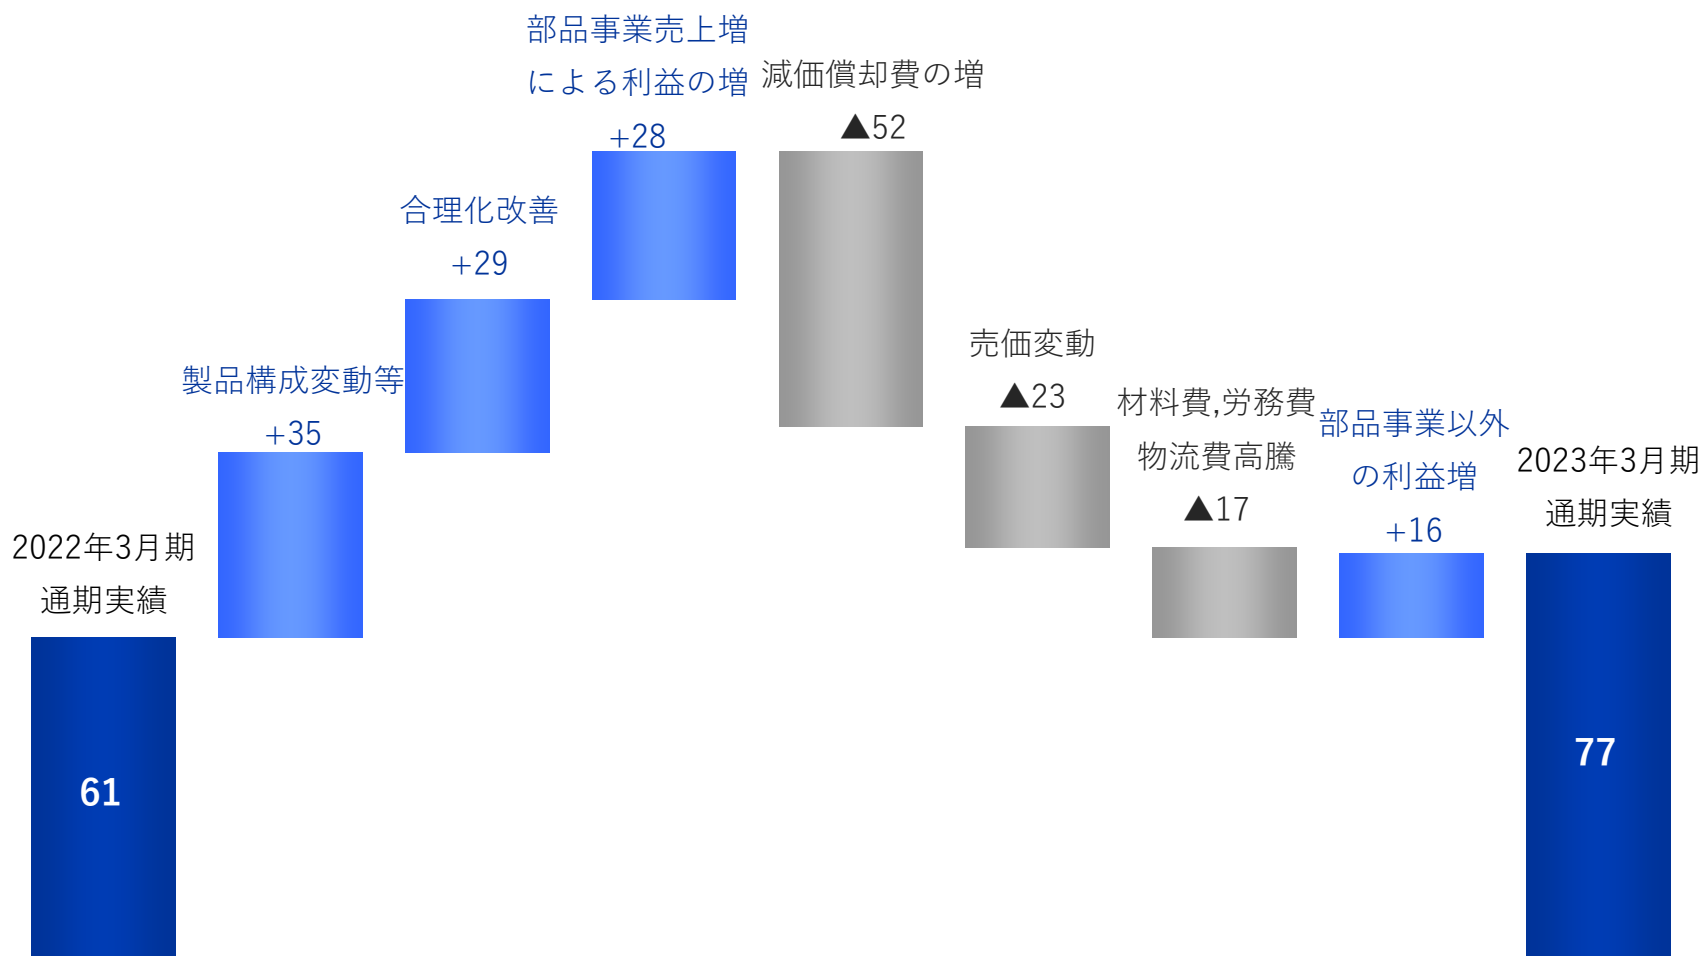 2022年3月期
通期実績
61
製品構成変動等
+35
合理化改善
+29
部品事業売上増
による利益の増
+28
減価償却費の増
▲52
売価変動
▲23
材料費,労務費
物流費高騰
▲17
部品事業以外
の利益増
+16
2023年3月期
通期実績
77